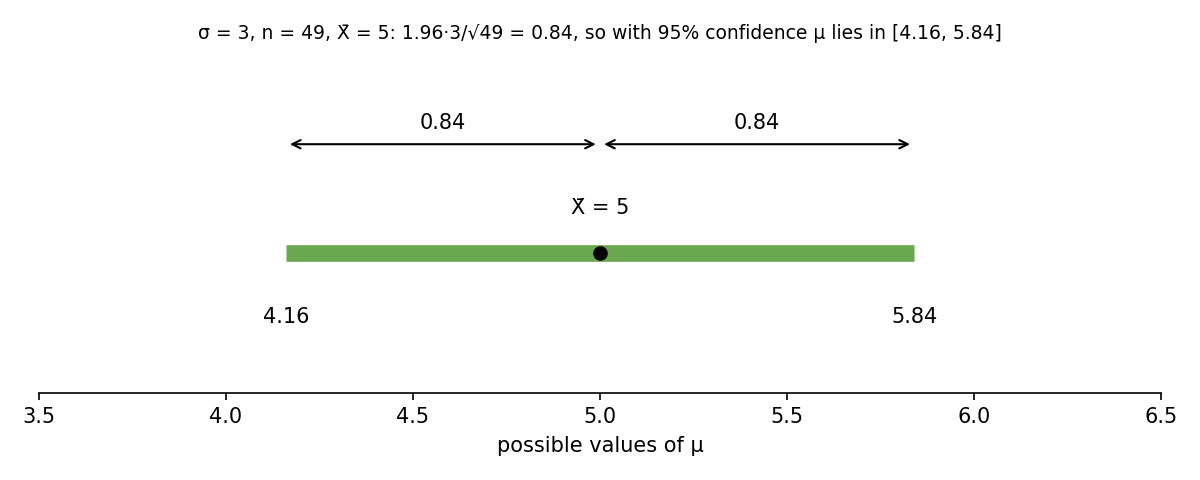 σ = 3, n = 49, X̄ = 5: 1.96·3/√49 = 0.84, so with 95% confidence μ lies in [4.16, 5.84]
0.84 0.84
X̄ = 5
4.16 5.84
3.5 4.0 4.5 5.0 5.5 6.0 6.5
possible values of μ